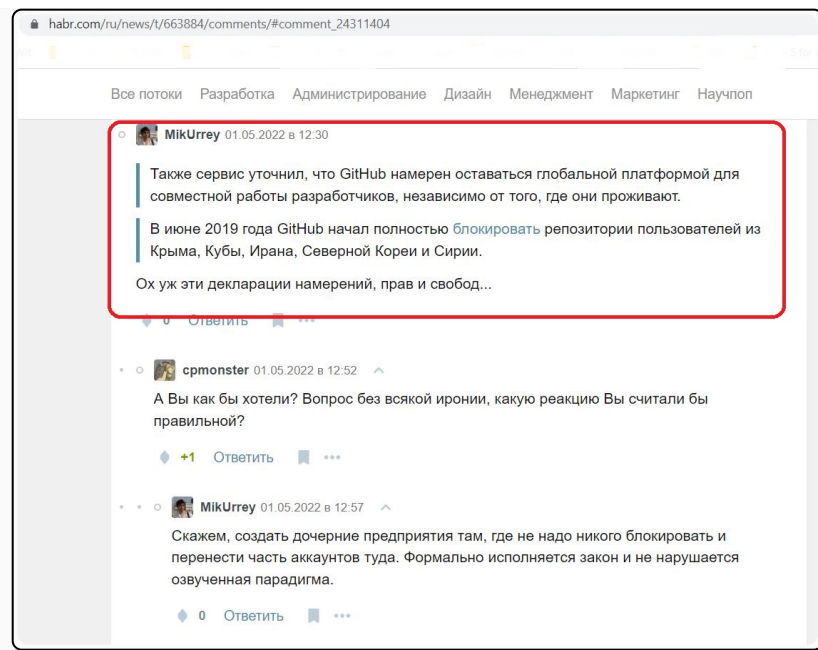 habr.com/ru/news/t/663884/comments/#comment_24311404
Все потоки Разработка Администрирование Дизайн Менеджмент Маркетинг Научпоп
MikUrrey 01.05.2022 в 12:30
Также сервис уточнил, что GitHub намерен оставаться глобальной платформой для
совместной работы разработчиков, независимо от того, где они проживают.
В июне 2019 года GitHub начал полностью блокировать репозитории пользователей из
Крыма, Кубы, Ирана, Северной Кореи и Сирии.
Ох уж эти декларации намерений, прав и свобод...
0 Ответить
cpmonster 01.05.2022 в 12:52
А Вы как бы хотели? Вопрос без всякой иронии, какую реакцию Вы считали бы
правильной?
+1 Ответить
MikUrrey 01.05.2022 в 12:57
Скажем, создать дочерние предприятия там, где не надо никого блокировать и
перенести часть аккаунтов туда. Формально исполняется закон и не нарушается
озвученная парадигма.
0 Ответить